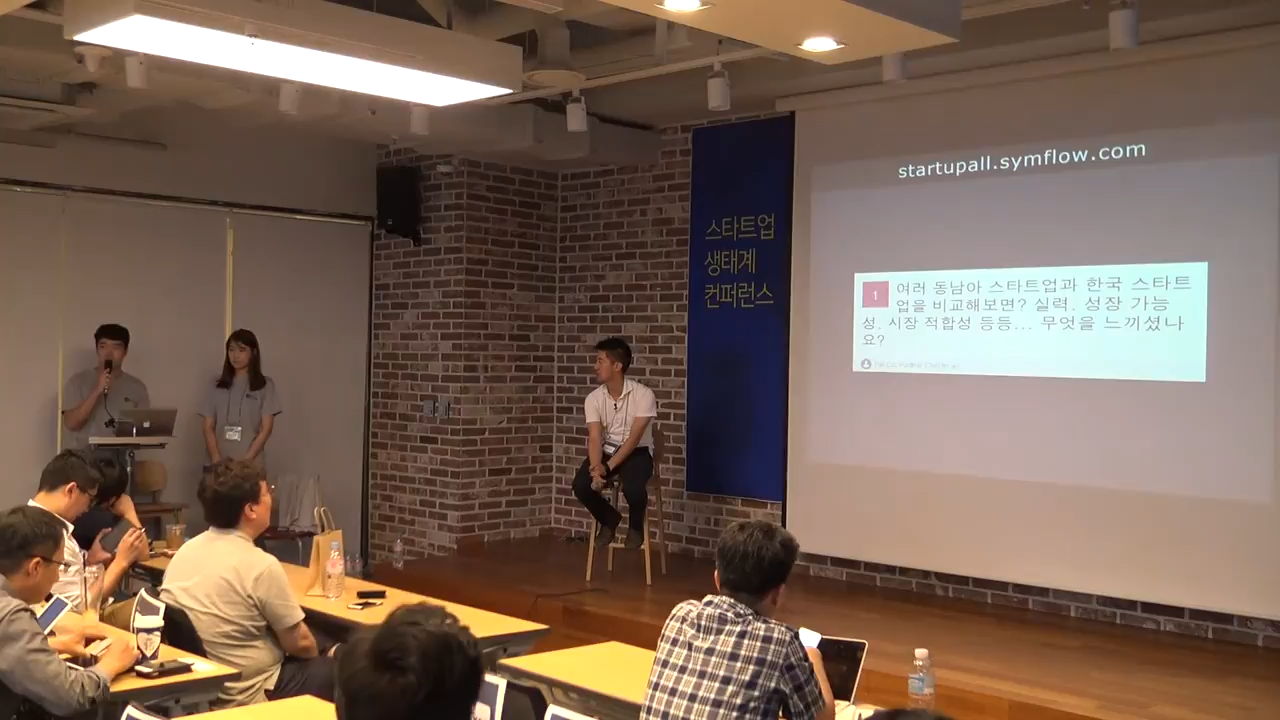 startupall.symflow.com
스타트업
생태계
컨퍼런스
1 여러 동남아 스타트업과 한국 스타트
업을 비교해보면? 실력. 성장 가능
성. 시장 적합성 등등... 무엇을 느끼셨나
요?